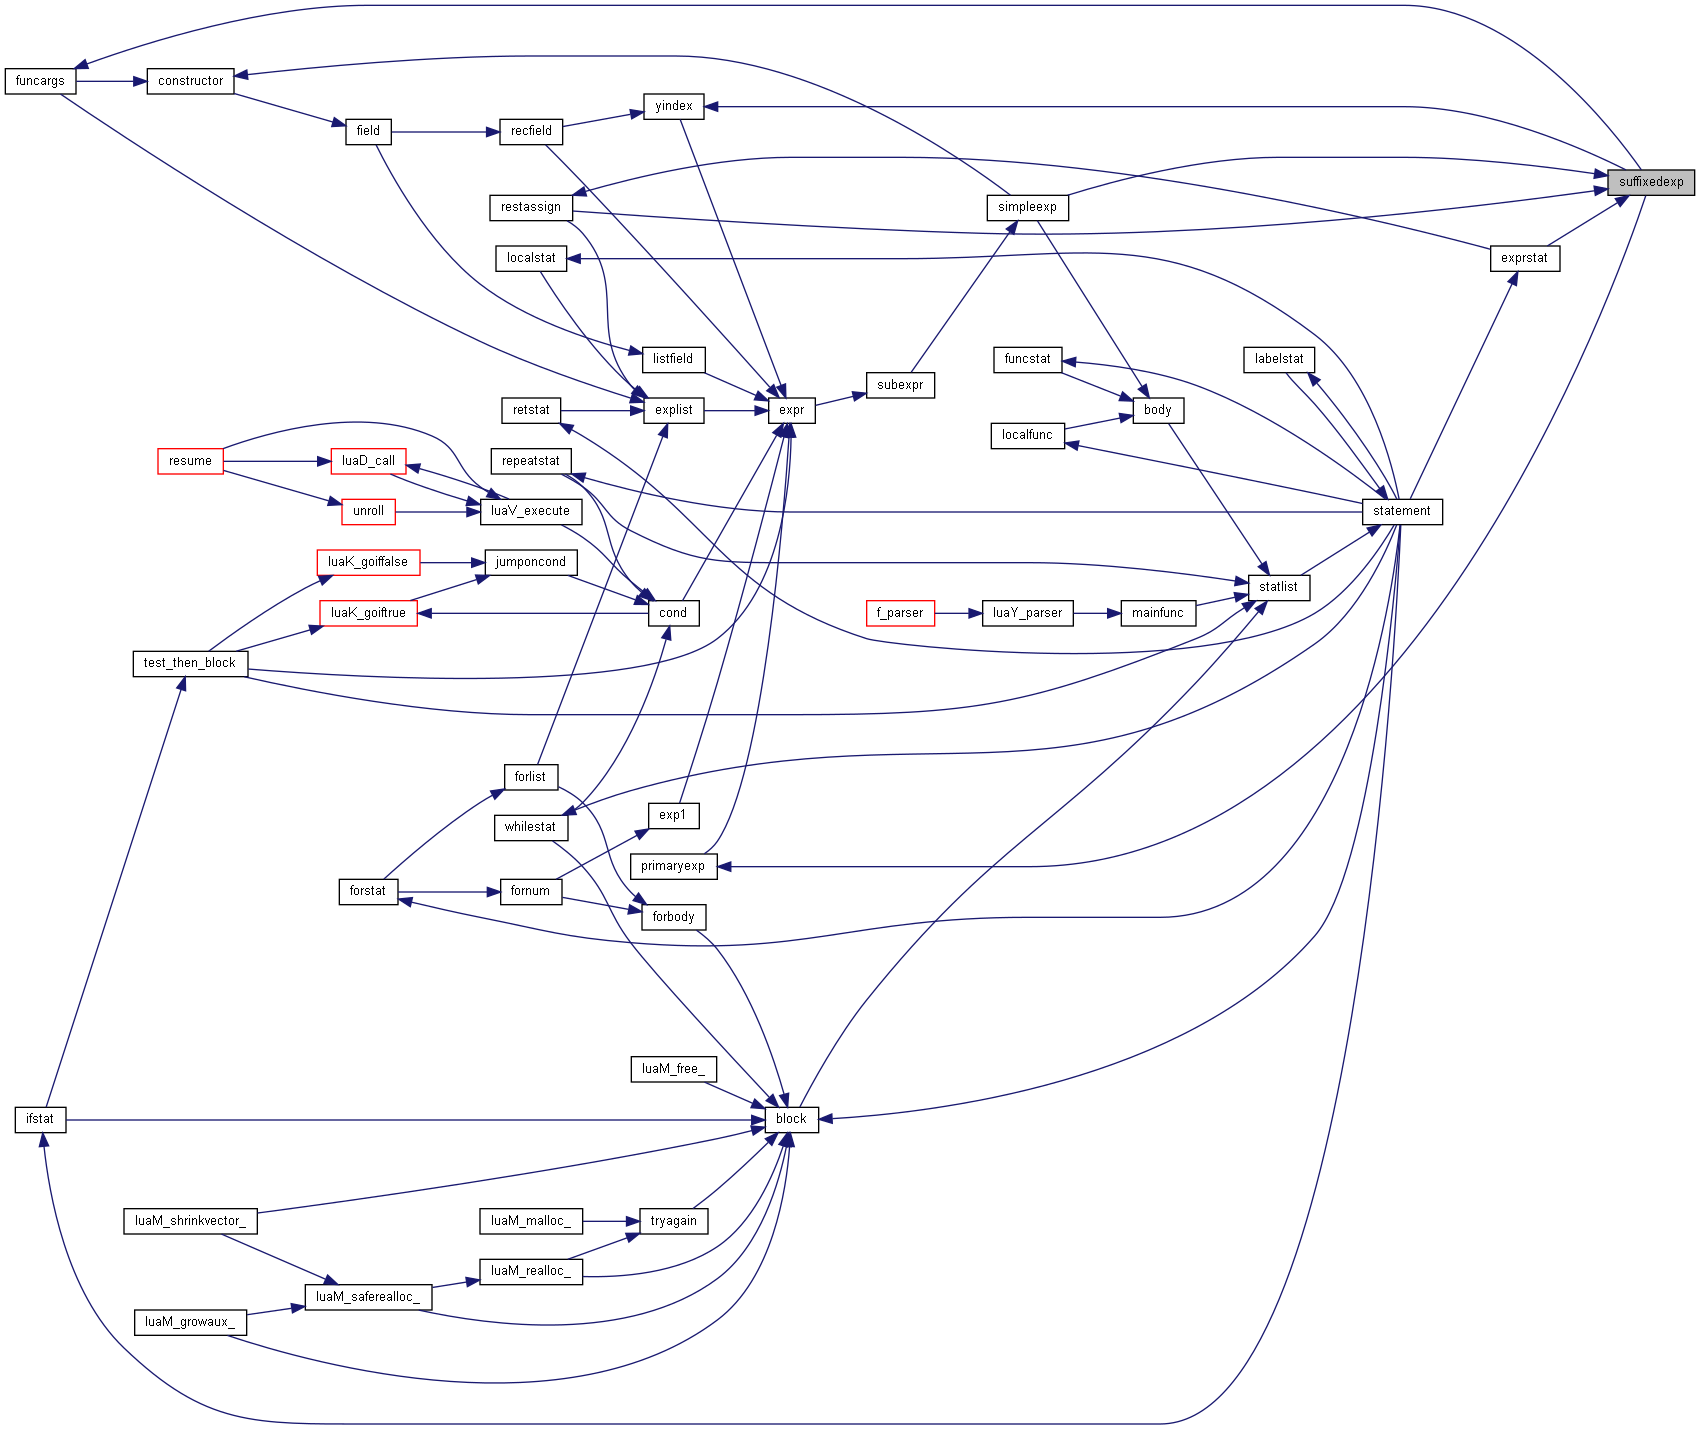 funcargs
constructor
yindex
field
recfield
suffixedexp
restassign
simpleexp
localstat
exprstat
listfield
funcstat
labelstat
subexpr
retstat
explist
expr
body
localfunc
resume
luaD_call
repeatstat
unroll
luaV_execute
statement
luaK_goiffalse
jumponcond
statlist
luaK_goiftrue
cond
f_parser
luaY_parser
mainfunc
test_then_block
forlist
exp1
whilestat
primaryexp
forstat
fornum
forbody
luaM_free_
ifstat
block
luaM_shrinkvector_
luaM_malloc_
tryagain
luaM_realloc_
luaM_saferealloc_
luaM_growaux_